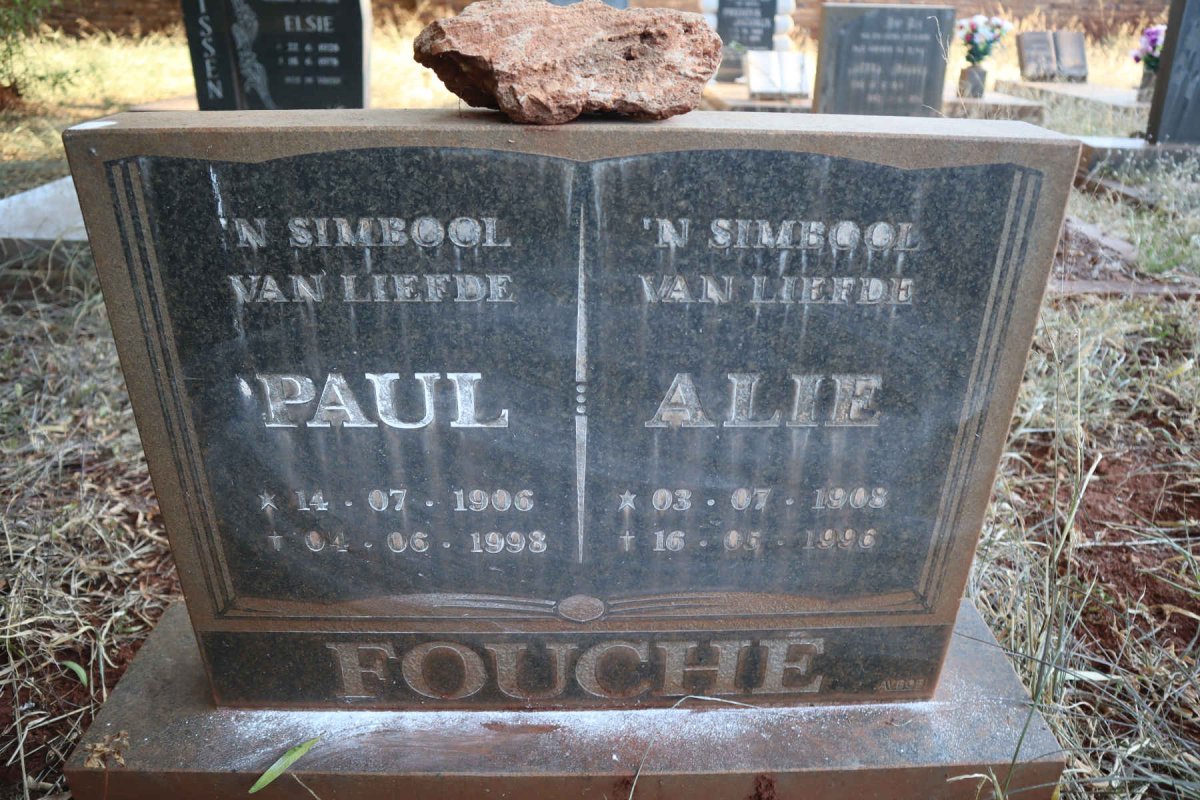 ELSIE
'N SIMBOOL
VAN LIEFDE
PAUL
★ 14 - 07 - 1906
✝ 04 - 06 - 1998
'N SIMBOOL
VAN LIEFDE
ALIE
★ 03 - 07 - 1908
✝ 16 - 05 - 1996
FOUCHÉ